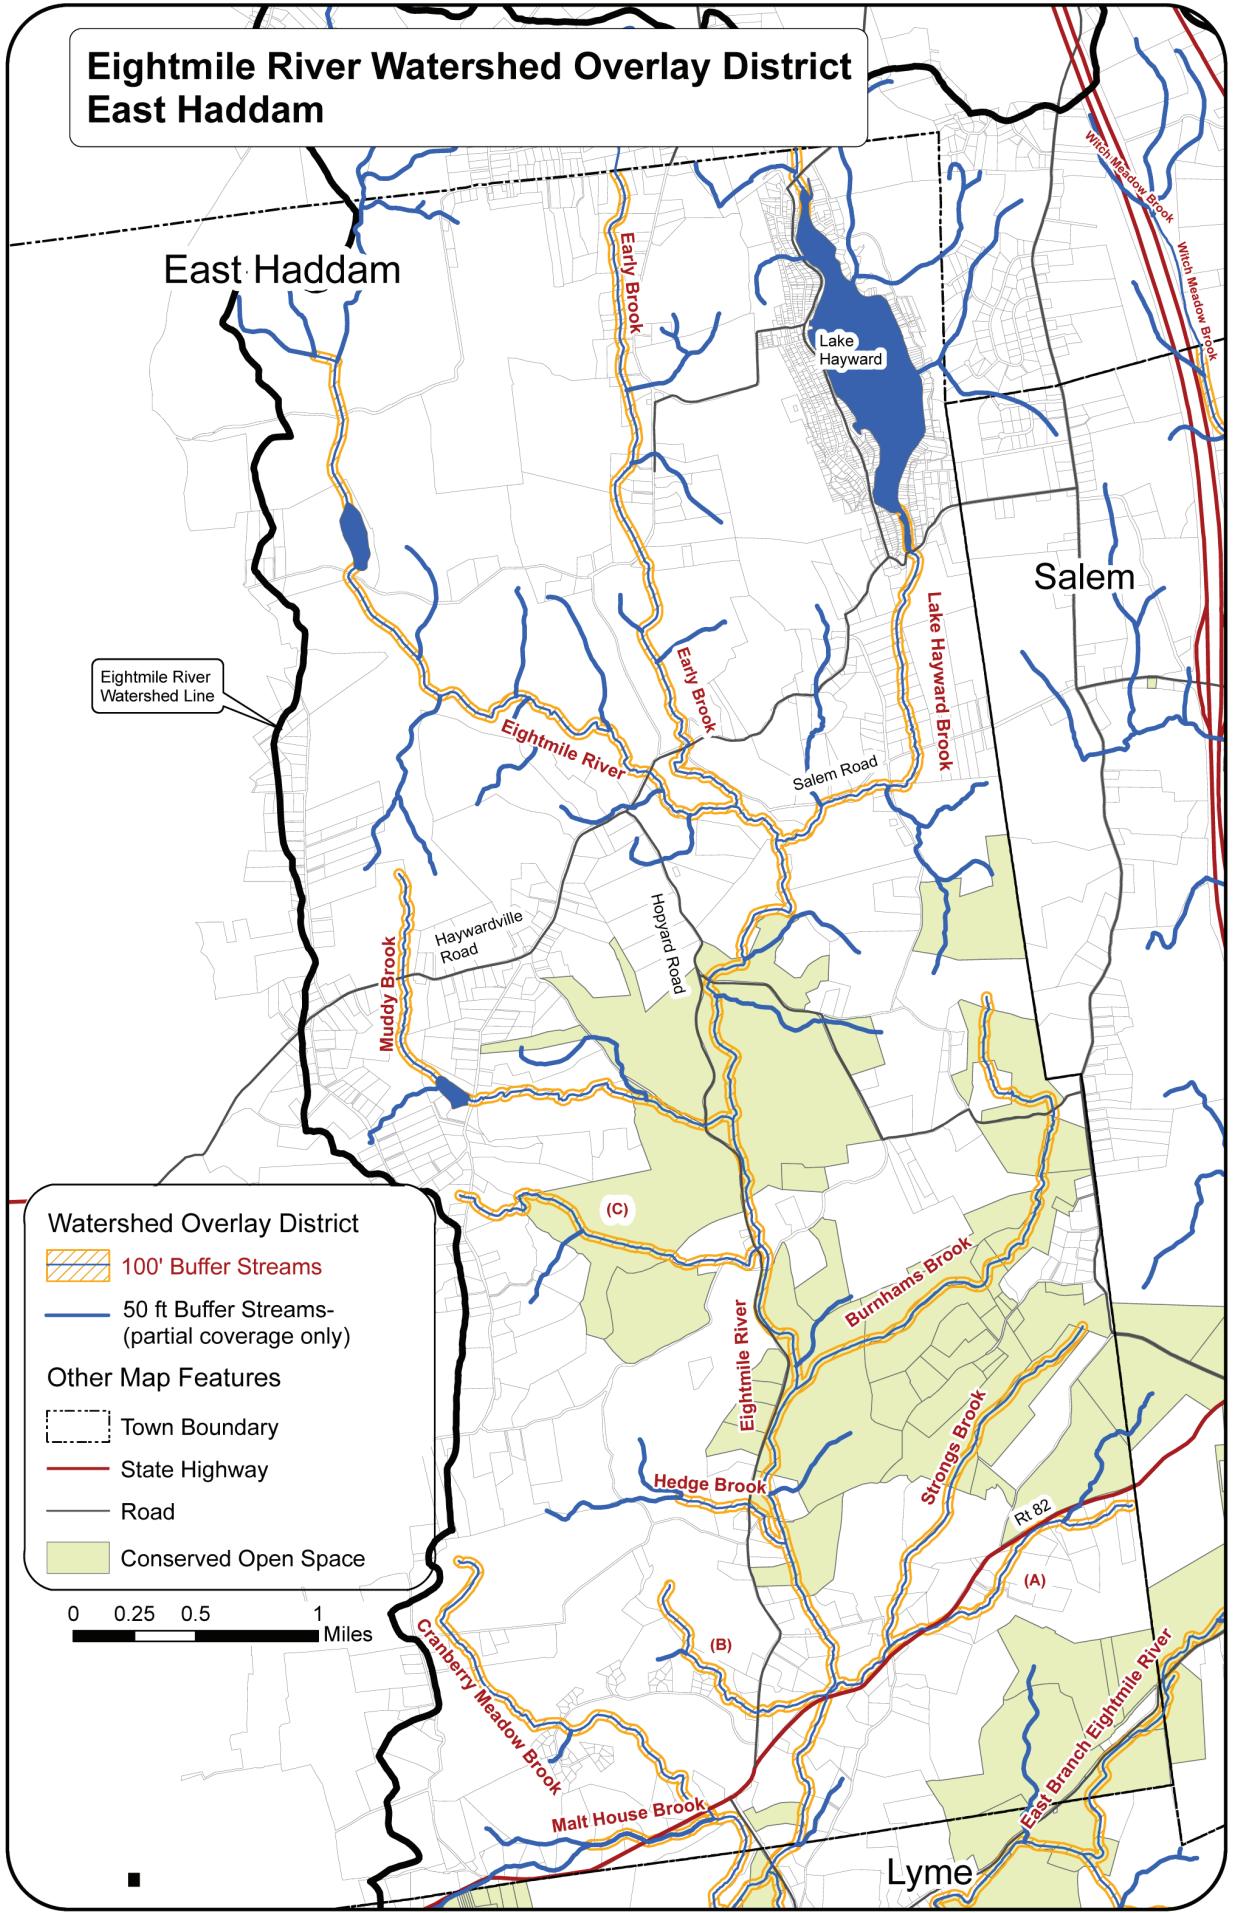 Eightmile River Watershed Overlay District
East Haddam
Witch Meadow Brook
Witch Meadow Brook
East Haddam
Early Brook
Lake
Hayward
Salem
Lake Hayward Brook
Eightmile River
Watershed Line
Early Brook
Eightmile River
Salem Road
Haywardville
Road
Hopyard Road
Muddy Brook
(C)
Burnhams Brook
Eightmile River
Strongs Brook
Hedge Brook
Rt 82
(A)
(B)
Cranberry Meadow Brook
East Branch Eightmile River
Malt House Brook
Lyme
Watershed Overlay District
100' Buffer Streams
50 ft Buffer Streams-
(partial coverage only)
Other Map Features
Town Boundary
State Highway
Road
Conserved Open Space
0 0.25 0.5 1
Miles